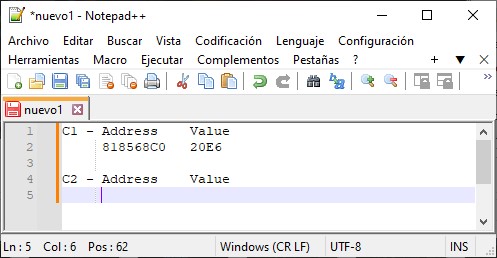 *nuevo1 - Notepad++
Archivo Editar Buscar Vista Codificación Lenguaje Configuración
Herramientas Macro Ejecutar Complementos Pestañas ? + ▼ X
nuevo1
1 C1 - Address Value
2 818568C0 20E6
3
4 C2 - Address Value
5
Ln : 5 Col : 6 Pos : 62 Windows (CR LF) UTF-8 INS